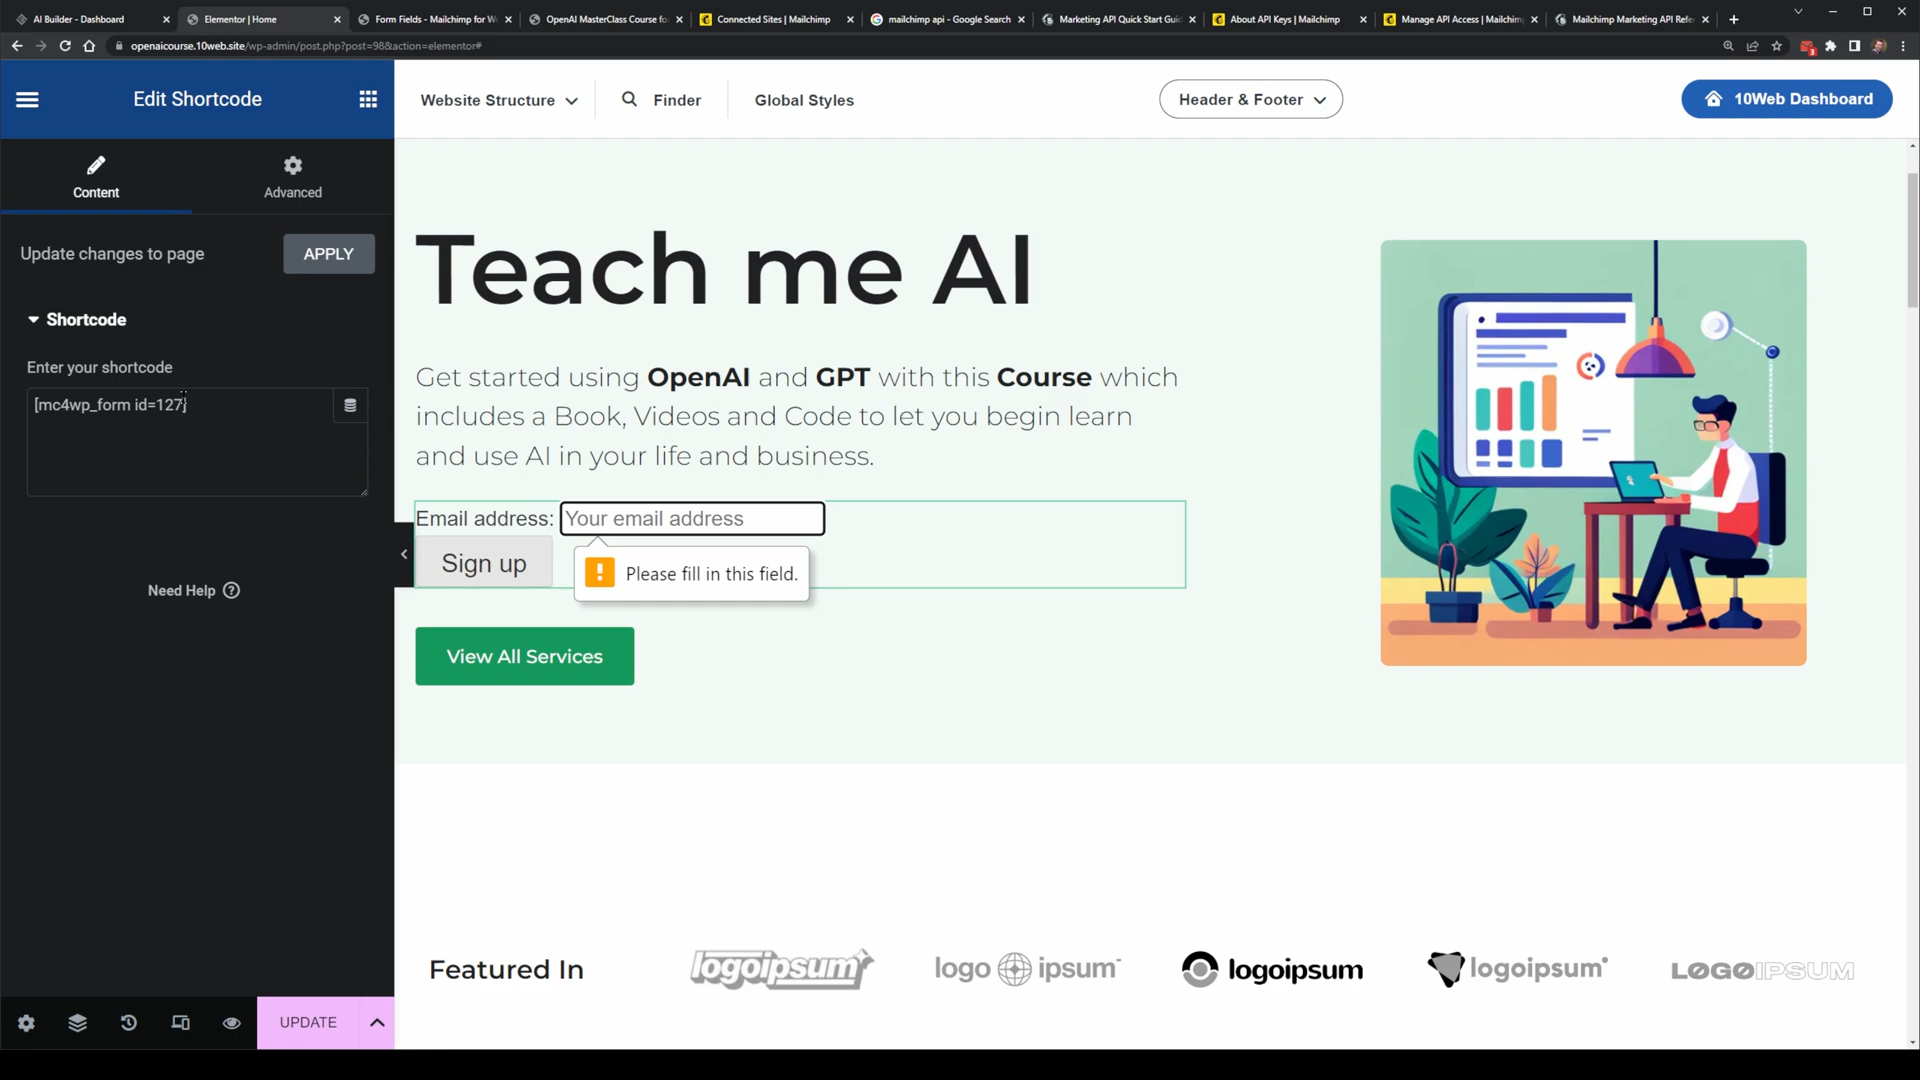 AI Builder - Dashboard
Elementor | Home
Form Fields - Mailchimp for W
OpenAI MasterClass Course fo
Connected Sites | Mailchimp
mailchimp api - Google Search
Marketing API Quick Start Gui
About API Keys | Mailchimp
Manage API Access | Mailchim
Mailchimp Marketing API Refe
openaicourse.10web.site/wp-admin/post.php?post=98&action=elementor#
3
Edit Shortcode
Website Structure
Finder
Global Styles
Header & Footer
10Web Dashboard
Content
Advanced
Update changes to page
APPLY
Shortcode
Enter your shortcode
[mc4wp_form id=127]
Need Help
UPDATE
Teach me AI
Get started using OpenAI and GPT with this Course which
includes a Book, Videos and Code to let you begin learn
and use AI in your life and business.
Email address: Your email address
Sign up
Please fill in this field.
View All Services
Featured In
logoipsum
logo ipsum
logoipsum
logoipsum
LOGOIPSUM